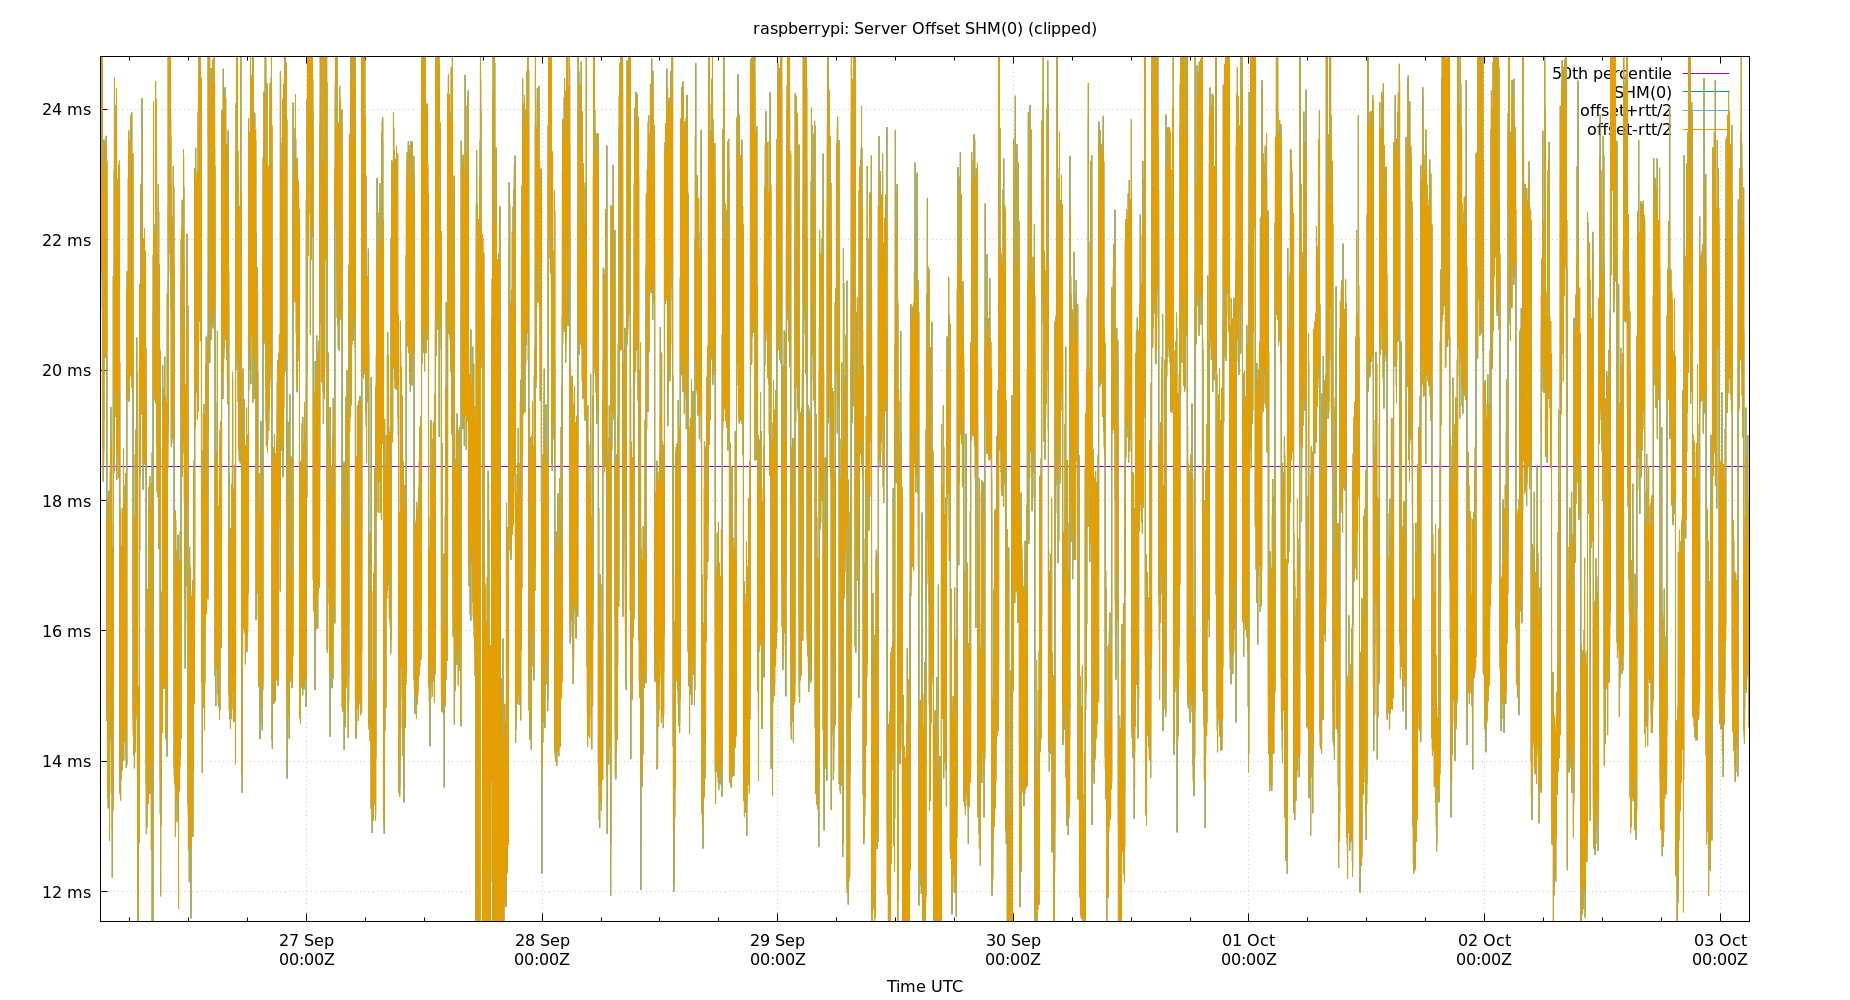 raspberrypi: Server Offset SHM(0) (clipped)
50th percentile
SHM(0)
offset+rtt/2
offset-rtt/2
24 ms
22 ms
20 ms
18 ms
16 ms
14 ms
12 ms
27 Sep 28 Sep 29 Sep 30 Sep 01 Oct 02 Oct 03 Oct
00:00Z 00:00Z 00:00Z 00:00Z 00:00Z 00:00Z 00:00Z
Time UTC